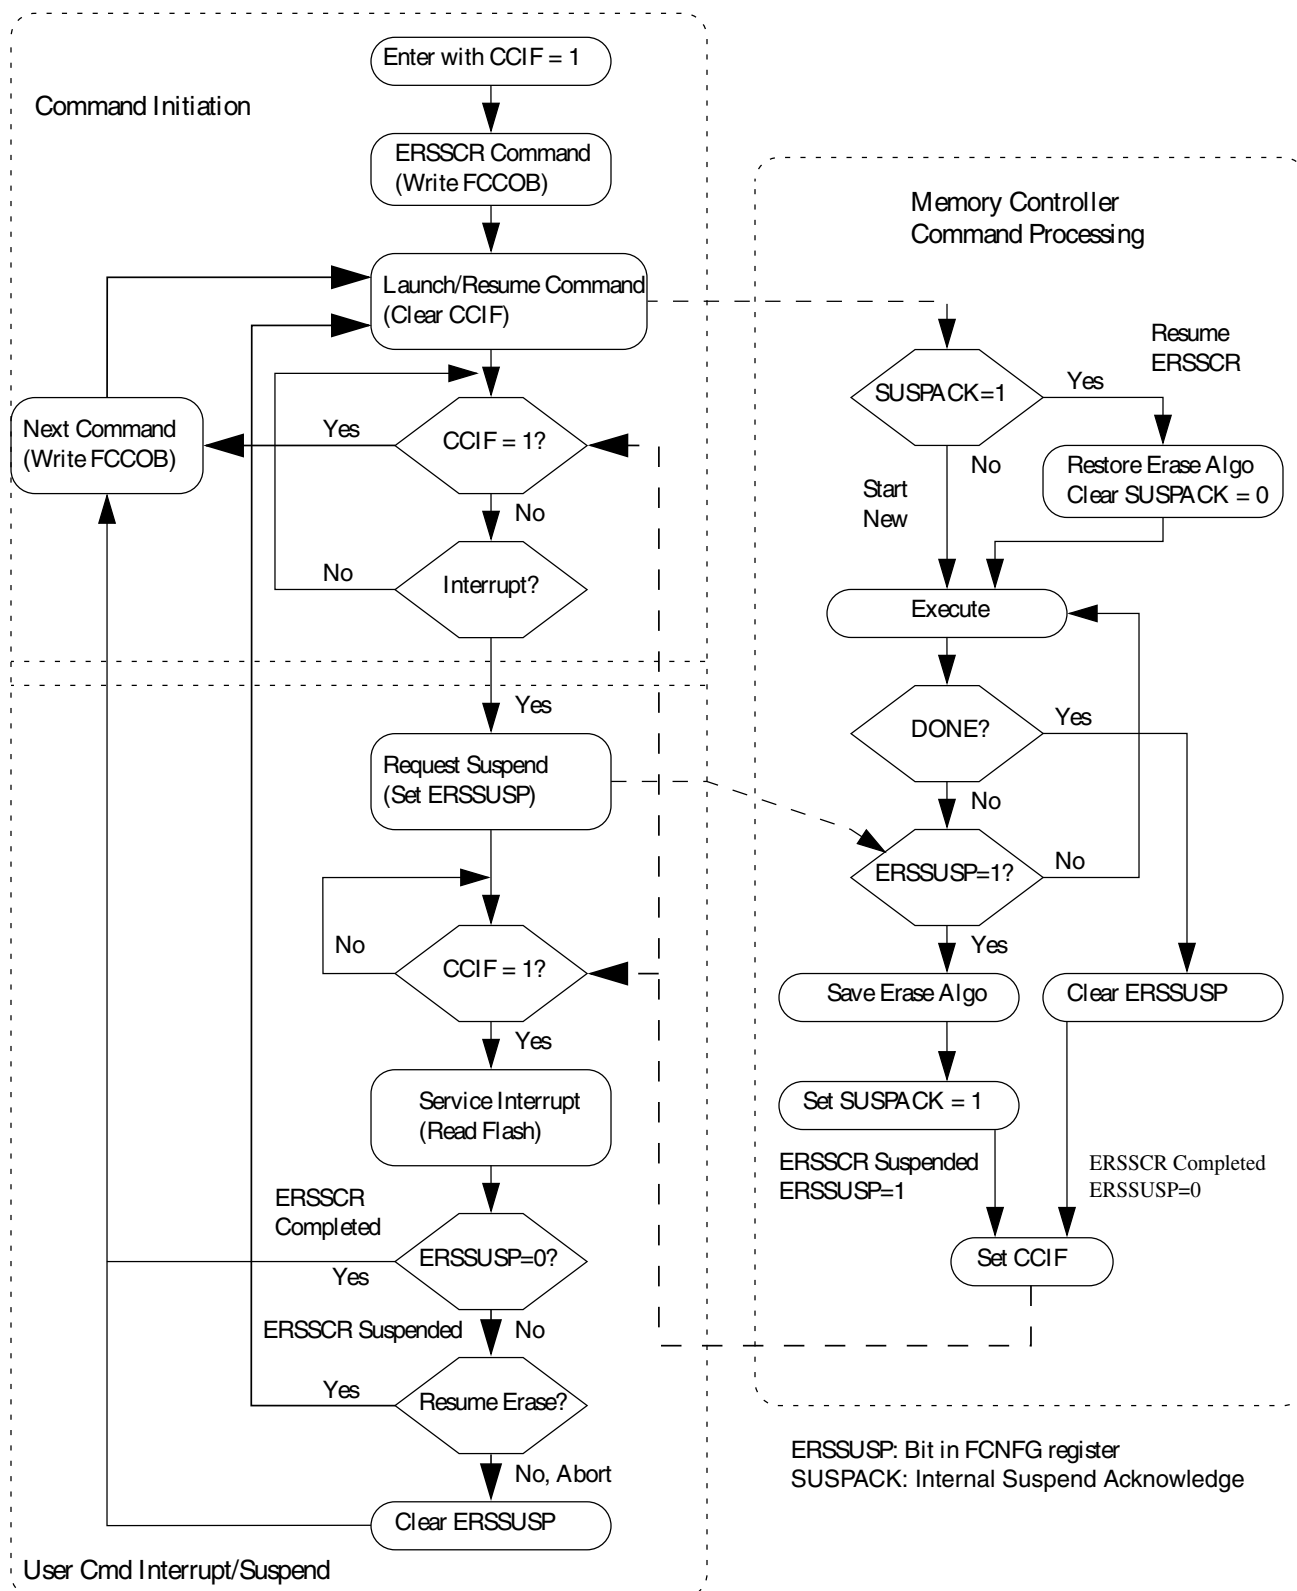 Enter with CCIF = 1
Command Initiation
ERSSCR Command
(Write FCCOB)
Launch/Resume Command
(Clear CCIF)
Next Command
(Write FCCOB)
Yes
CCIF = 1?
No
No
Interrupt?
Yes
Request Suspend
(Set ERSSUSP)
No
CCIF = 1?
Yes
Service Interrupt
(Read Flash)
ERSSCR
Completed
ERSSUSP=0?
Yes
ERSSCR Suspended
No
Yes
Resume Erase?
No, Abort
Clear ERSSUSP
User Cmd Interrupt/Suspend
Memory Controller
Command Processing
Resume
ERSSCR
SUSPACK=1
Yes
No
Restore Erase Algo
Clear SUSPACK = 0
Start
New
Execute
DONE?
Yes
No
ERSSUSP=1?
No
Yes
Save Erase Algo
Clear ERSSUSP
Set SUSPACK = 1
ERSSCR Suspended
ERSSUSP=1
ERSSCR Completed
ERSSUSP=0
Set CCIF
ERSSUSP: Bit in FCNFG register
SUSPACK: Internal Suspend Acknowledge